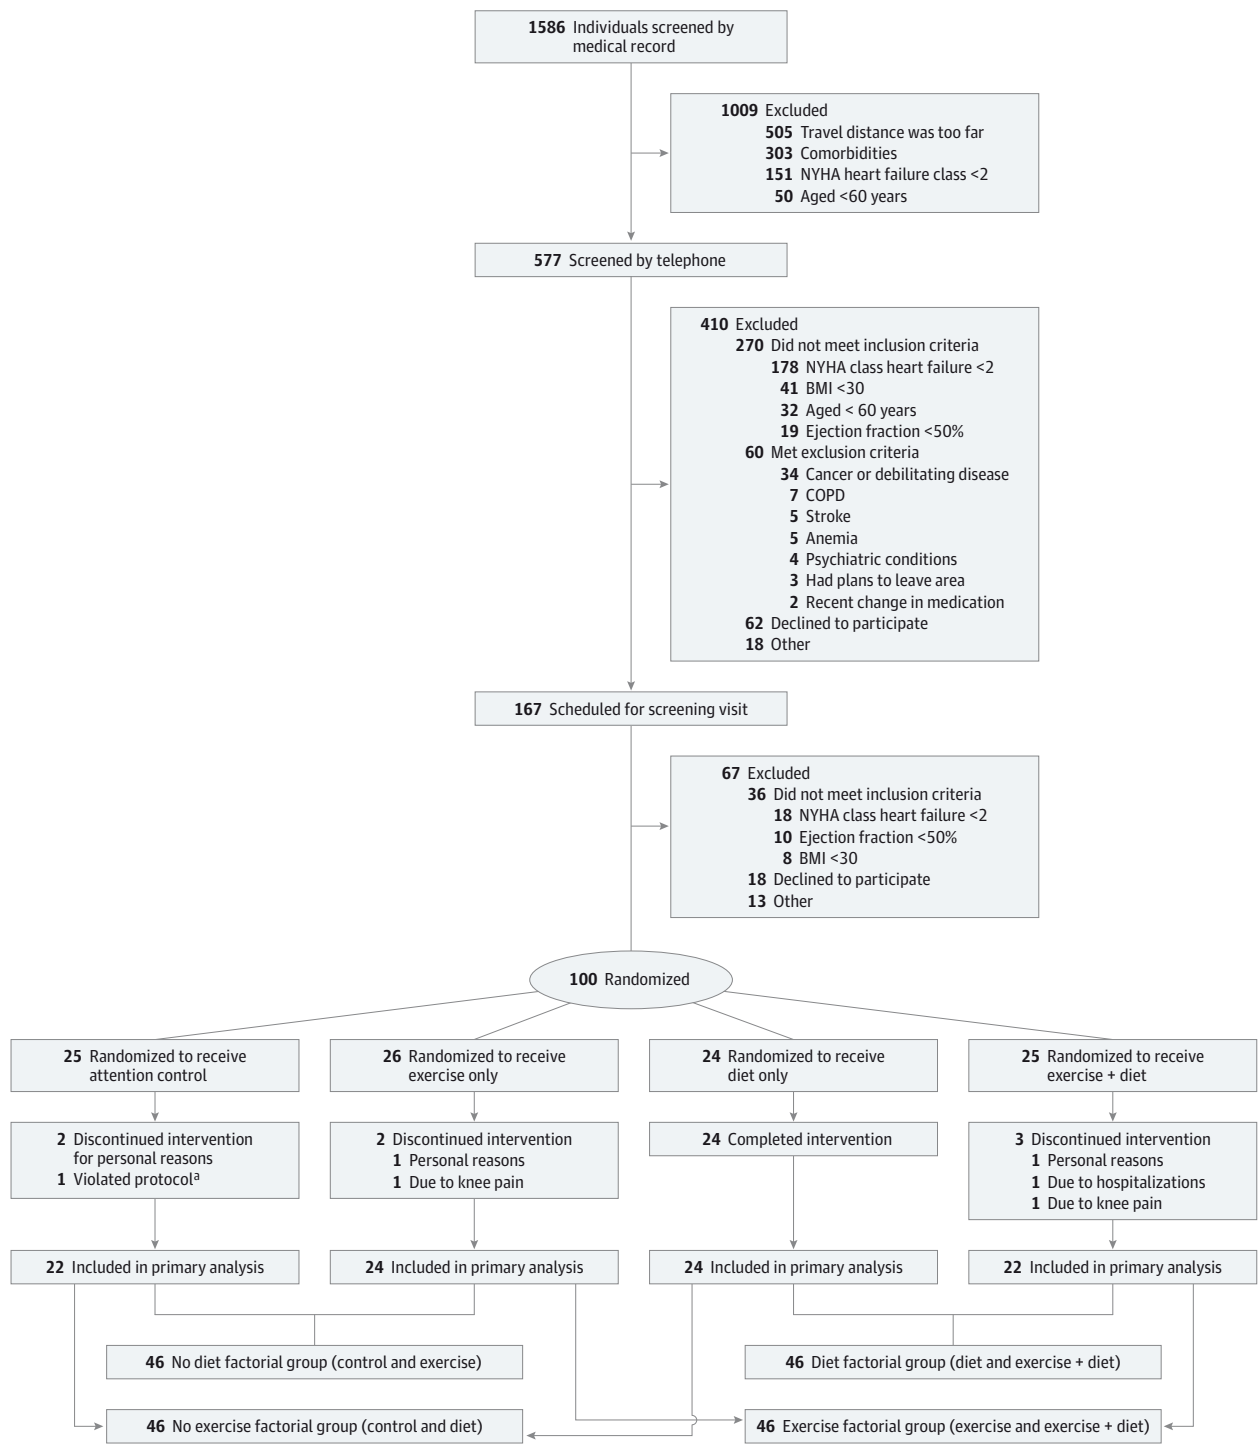 1586 Individuals screened by
medical record
1009 Excluded
505 Travel distance was too far
303 Comorbidities
151 NYHA heart failure class <2
50 Aged <60 years
577 Screened by telephone
410 Excluded
270 Did not meet inclusion criteria
178 NYHA class heart failure <2
41 BMI <30
32 Aged < 60 years
19 Ejection fraction <50%
60 Met exclusion criteria
34 Cancer or debilitating disease
7 COPD
5 Stroke
5 Anemia
4 Psychiatric conditions
3 Had plans to leave area
2 Recent change in medication
62 Declined to participate
18 Other
167 Scheduled for screening visit
67 Excluded
36 Did not meet inclusion criteria
18 NYHA class heart failure <2
10 Ejection fraction <50%
8 BMI <30
18 Declined to participate
13 Other
100 Randomized
25 Randomized to receive
attention control
26 Randomized to receive
exercise only
24 Randomized to receive
diet only
25 Randomized to receive
exercise + diet
2 Discontinued intervention
for personal reasons
1 Violated protocolᵃ
2 Discontinued intervention
1 Personal reasons
1 Due to knee pain
24 Completed intervention
3 Discontinued intervention
1 Personal reasons
1 Due to hospitalizations
1 Due to knee pain
22 Included in primary analysis
24 Included in primary analysis
24 Included in primary analysis
22 Included in primary analysis
46 No diet factorial group (control and exercise)
46 Diet factorial group (diet and exercise + diet)
46 No exercise factorial group (control and diet)
46 Exercise factorial group (exercise and exercise + diet)